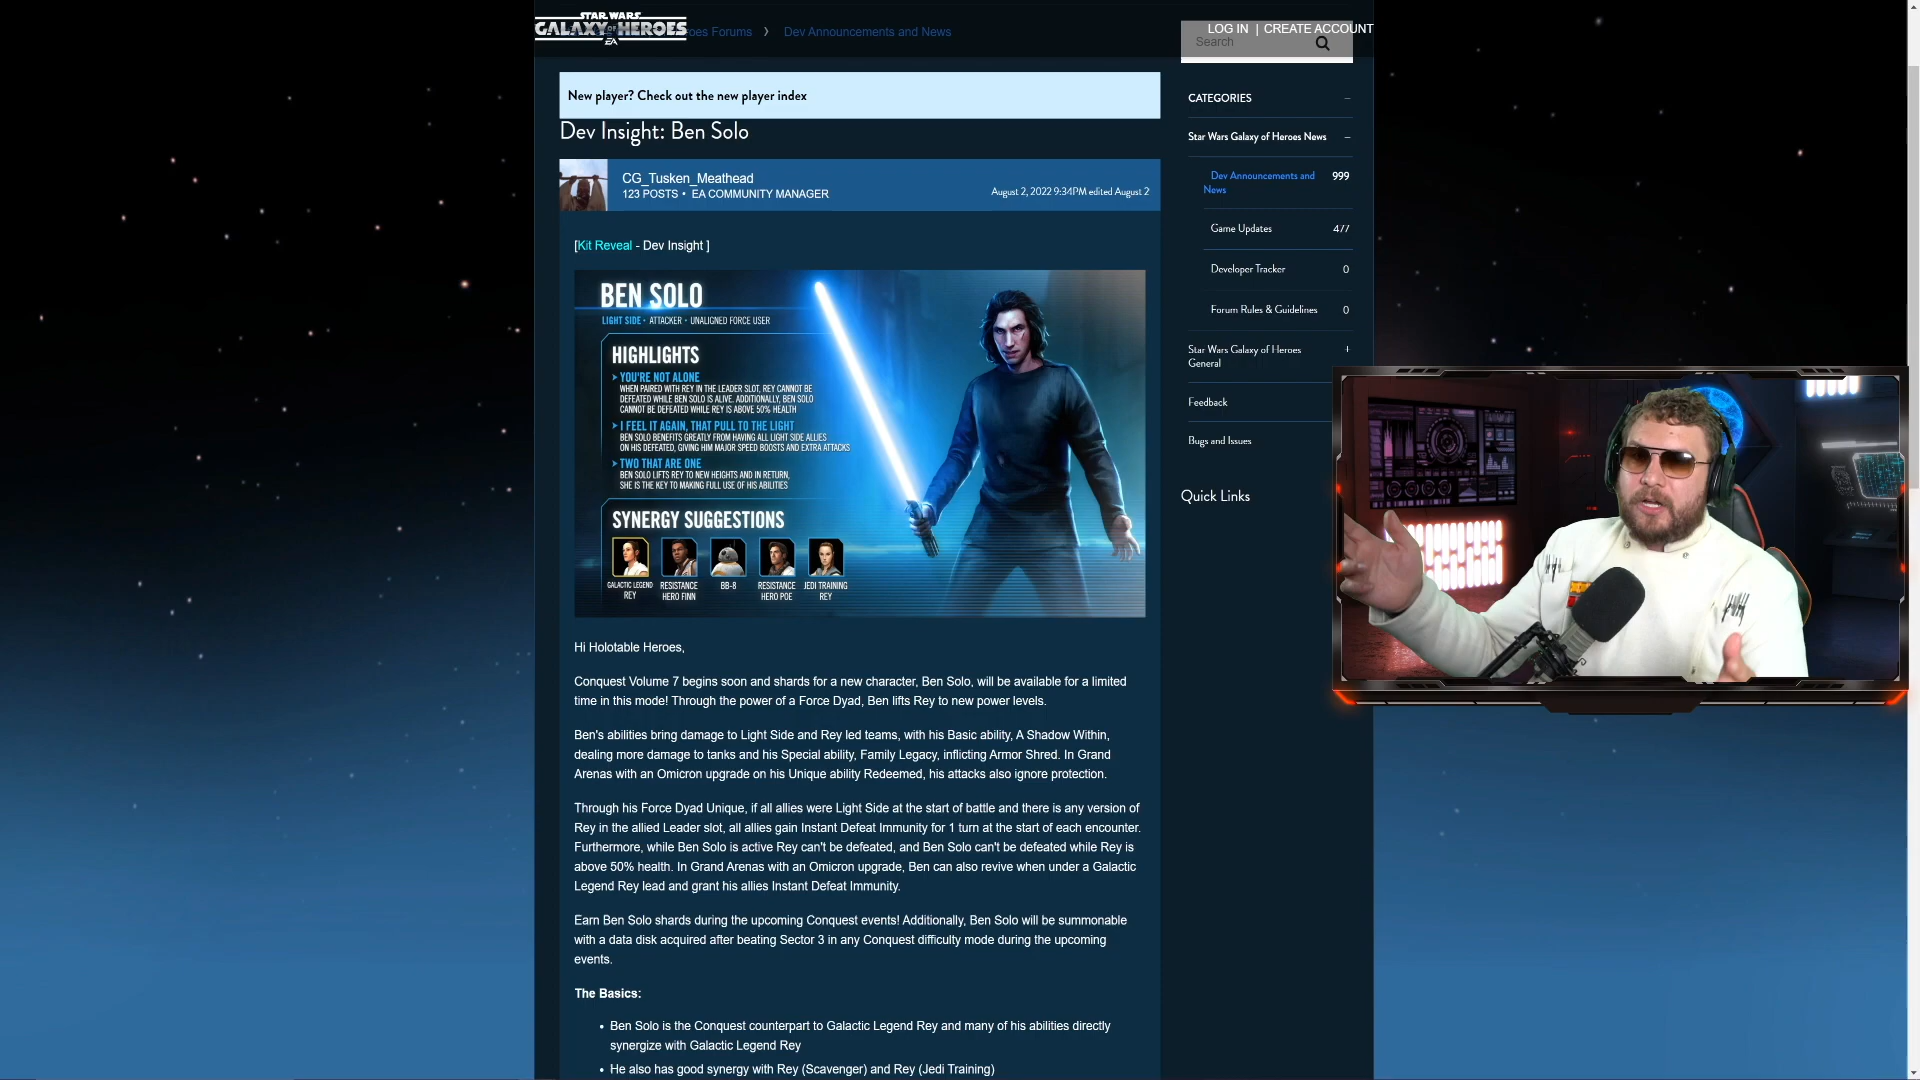 STAR WARS
GALAXY OF HEROES
EA
roes Forums > Dev Announcements and News
LOG IN | CREATE ACCOUNT
Search
New player? Check out the new player index
Dev Insight: Ben Solo
CG_Tusken_Meathead
123 POSTS • EA COMMUNITY MANAGER
August 2, 2022 9:34PM edited August 2
[Kit Reveal - Dev Insight ]
BEN SOLO
LIGHT SIDE • ATTACKER • UNALIGNED FORCE USER
HIGHLIGHTS
YOU'RE NOT ALONE
WHEN PAIRED WITH REY IN THE LEADER SLOT, REY CANNOT BE
DEFEATED WHILE BEN SOLO IS ALIVE. ADDITIONALLY, BEN SOLO
CANNOT BE DEFEATED WHILE REY IS ABOVE 50% HEALTH
I FEEL IT AGAIN, THAT PULL TO THE LIGHT
BEN SOLO BENEFITS GREATLY FROM HAVING ALL LIGHT SIDE ALLIES
ON HIS DEFEATED, GIVING HIM MAJOR SPEED BOOSTS AND EXTRA ATTACKS
TWO THAT ARE ONE
BEN SOLO LIFTS REY TO NEW HEIGHTS AND IN RETURN,
SHE IS THE KEY TO MAKING FULL USE OF HIS ABILITIES
SYNERGY SUGGESTIONS
GALACTIC LEGEND
REY
RESISTANCE
HERO FINN
BB-8
RESISTANCE
HERO POE
JEDI TRAINING
REY
Hi Holotable Heroes,
Conquest Volume 7 begins soon and shards for a new character, Ben Solo, will be available for a limited
time in this mode! Through the power of a Force Dyad, Ben lifts Rey to new power levels.
Ben's abilities bring damage to Light Side and Rey led teams, with his Basic ability, A Shadow Within,
dealing more damage to tanks and his Special ability, Family Legacy, inflicting Armor Shred. In Grand
Arenas with an Omicron upgrade on his Unique ability Redeemed, his attacks also ignore protection.
Through his Force Dyad Unique, if all allies were Light Side at the start of battle and there is any version of
Rey in the allied Leader slot, all allies gain Instant Defeat Immunity for 1 turn at the start of each encounter.
Furthermore, while Ben Solo is active Rey can't be defeated, and Ben Solo can't be defeated while Rey is
above 50% health. In Grand Arenas with an Omicron upgrade, Ben can also revive when under a Galactic
Legend Rey lead and grant his allies Instant Defeat Immunity.
Earn Ben Solo shards during the upcoming Conquest events! Additionally, Ben Solo will be summonable
with a data disk acquired after beating Sector 3 in any Conquest difficulty mode during the upcoming
events.
The Basics:
• Ben Solo is the Conquest counterpart to Galactic Legend Rey and many of his abilities directly
synergize with Galactic Legend Rey
• He also has good synergy with Rey (Scavenger) and Rey (Jedi Training)
CATEGORIES –
Star Wars Galaxy of Heroes News –
Dev Announcements and 999
News
Game Updates 477
Developer Tracker 0
Forum Rules & Guidelines 0
Star Wars Galaxy of Heroes +
General
Feedback
Bugs and Issues
Quick Links